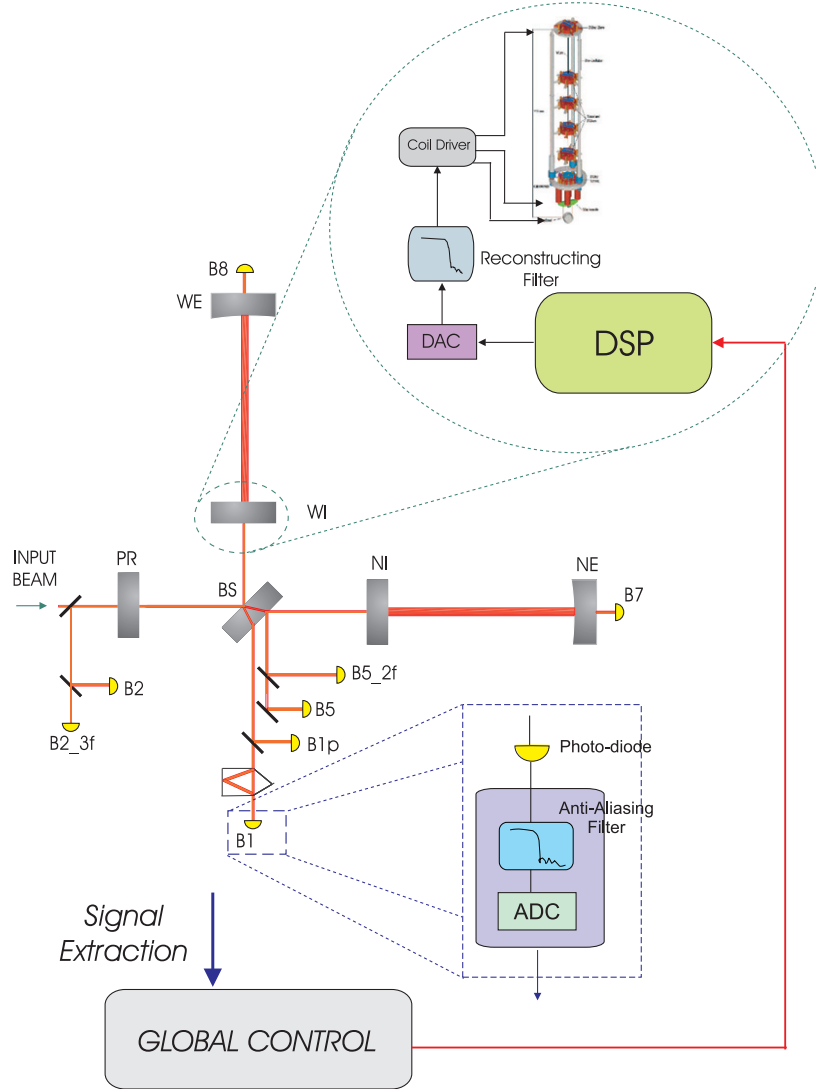 Coil Driver
Reconstructing
Filter
DAC
DSP
B8
WE
WI
INPUT
BEAM
PR
BS
NI
NE
B7
B5_2f
B2
B5
B2_3f
B1p
Photo-diode
Anti-Aliasing
Filter
B1
ADC
Signal
Extraction
GLOBAL CONTROL